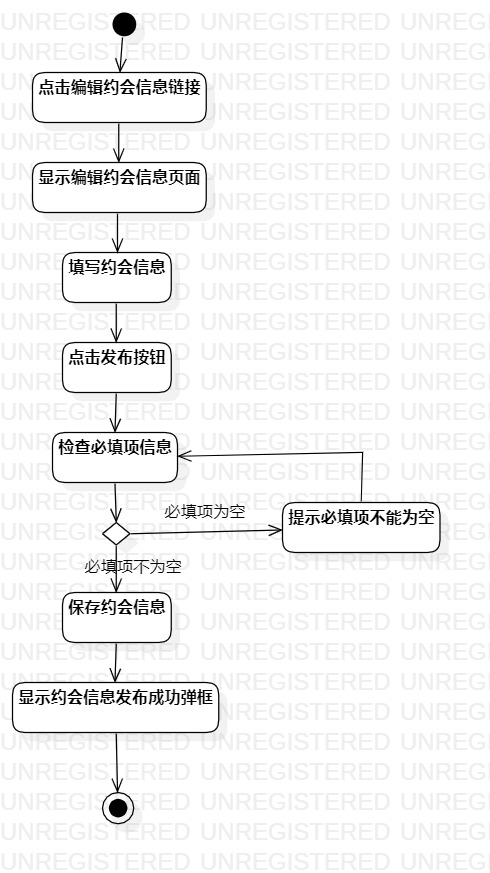 点击编辑约会信息链接
显示编辑约会信息页面
填写约会信息
点击发布按钮
检查必填项信息
必填项为空
提示必填项不能为空
必填项不为空
保存约会信息
显示约会信息发布成功弹框
UNREGISTERED